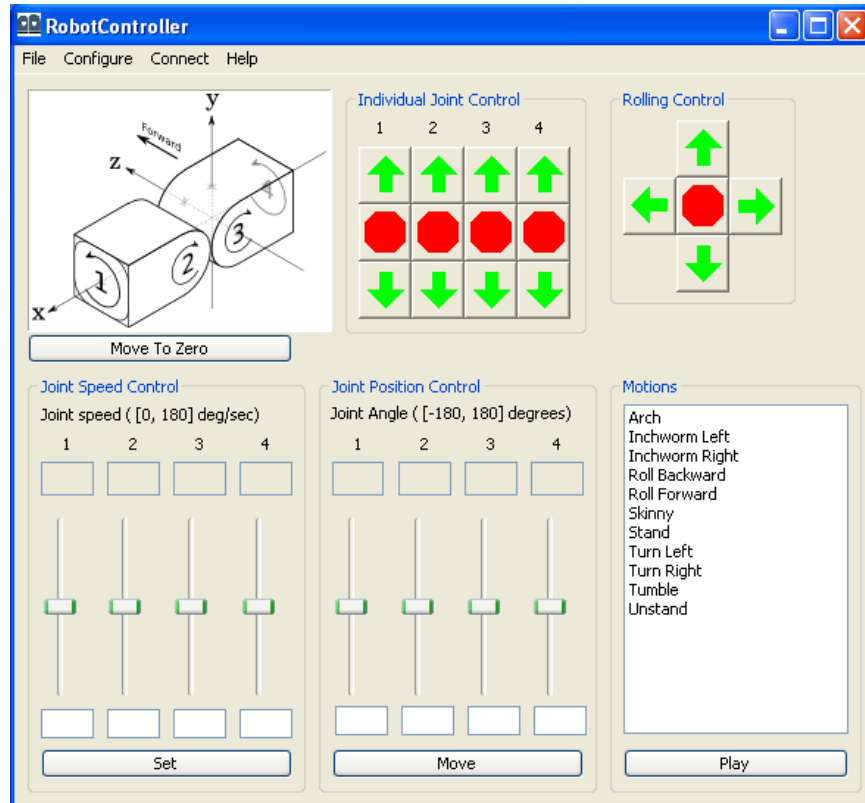 RobotController
File Configure Connect Help
y
Forward
z
1
2
3
4
x
Move To Zero
Individual Joint Control
1 2 3 4
Rolling Control
Joint Speed Control
Joint speed ( [0, 180] deg/sec)
1 2 3 4
Set
Joint Position Control
Joint Angle ( [-180, 180] degrees)
1 2 3 4
Move
Motions
Arch
Inchworm Left
Inchworm Right
Roll Backward
Roll Forward
Skinny
Stand
Turn Left
Turn Right
Tumble
Unstand
Play